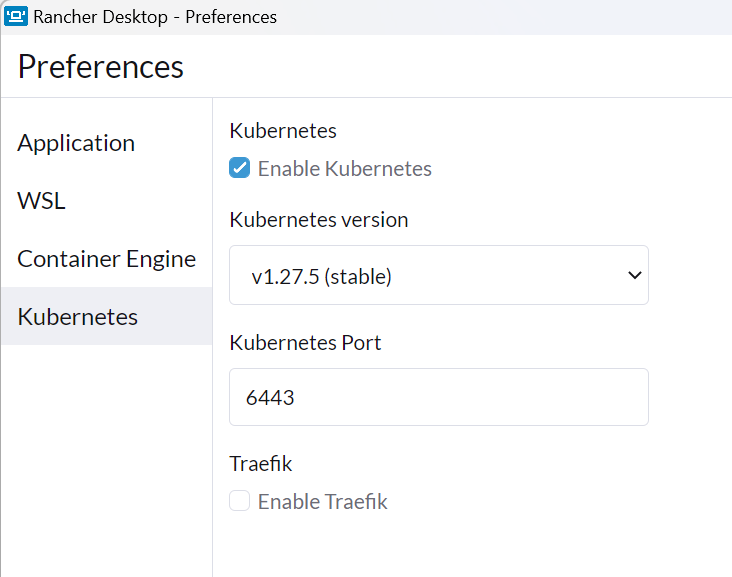 Rancher Desktop - Preferences
Preferences
Application
WSL
Container Engine
Kubernetes
Kubernetes
Enable Kubernetes
Kubernetes version
v1.27.5 (stable)
Kubernetes Port
6443
Traefik
Enable Traefik